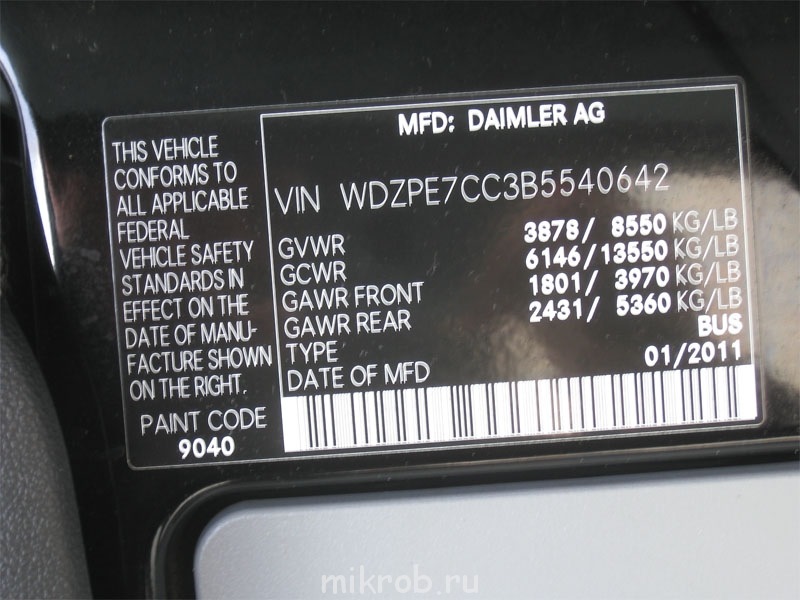 THIS VEHICLE
CONFORMS TO
ALL APPLICABLE
FEDERAL
VEHICLE SAFETY
STANDARDS IN
EFFECT ON THE
DATE OF MANU-
FACTURE SHOWN
ON THE RIGHT.
PAINT CODE
9040
MFD: DAIMLER AG
VIN WDZPE7CC3B5540642
GVWR 3878/ 8550 KG/LB
GCWR 6146/13550 KG/LB
GAWR FRONT 1801/ 3970 KG/LB
GAWR REAR 2431/ 5360 KG/LB
TYPE BUS
DATE OF MFD 01/2011
mikrob.ru